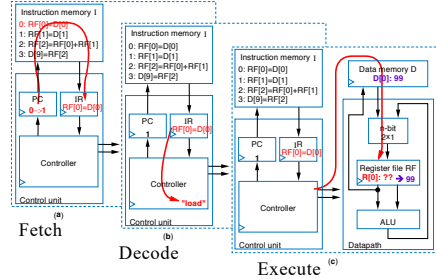 Instruction memory I
0: RF[0]=D[0]
1: RF[1]=D[1]
2: RF[2]=RF[0]+RF[1]
3: D[9]=RF[2]
PC
0->1
IR
RF[0]=D[0]
Controller
Control unit
(a)
Fetch
Instruction memory I
0: RF[0]=D[0]
1: RF[1]=D[1]
2: RF[2]=RF[0]+RF[1]
3: D[9]=RF[2]
PC
1
IR
RF[0]=D[0]
Controller
"load"
Control unit
(b)
Decode
Instruction memory I
0: RF[0]=D[0]
1: RF[1]=D[1]
2: RF[2]=RF[0]+RF[1]
3: D[9]=RF[2]
PC
1
IR
RF[0]=D[0]
Controller
Control unit
Data memory D
D[0]: 99
n-bit
2×1
Register file RF
R[0]: ?? → 99
ALU
Datapath
(c)
Execute